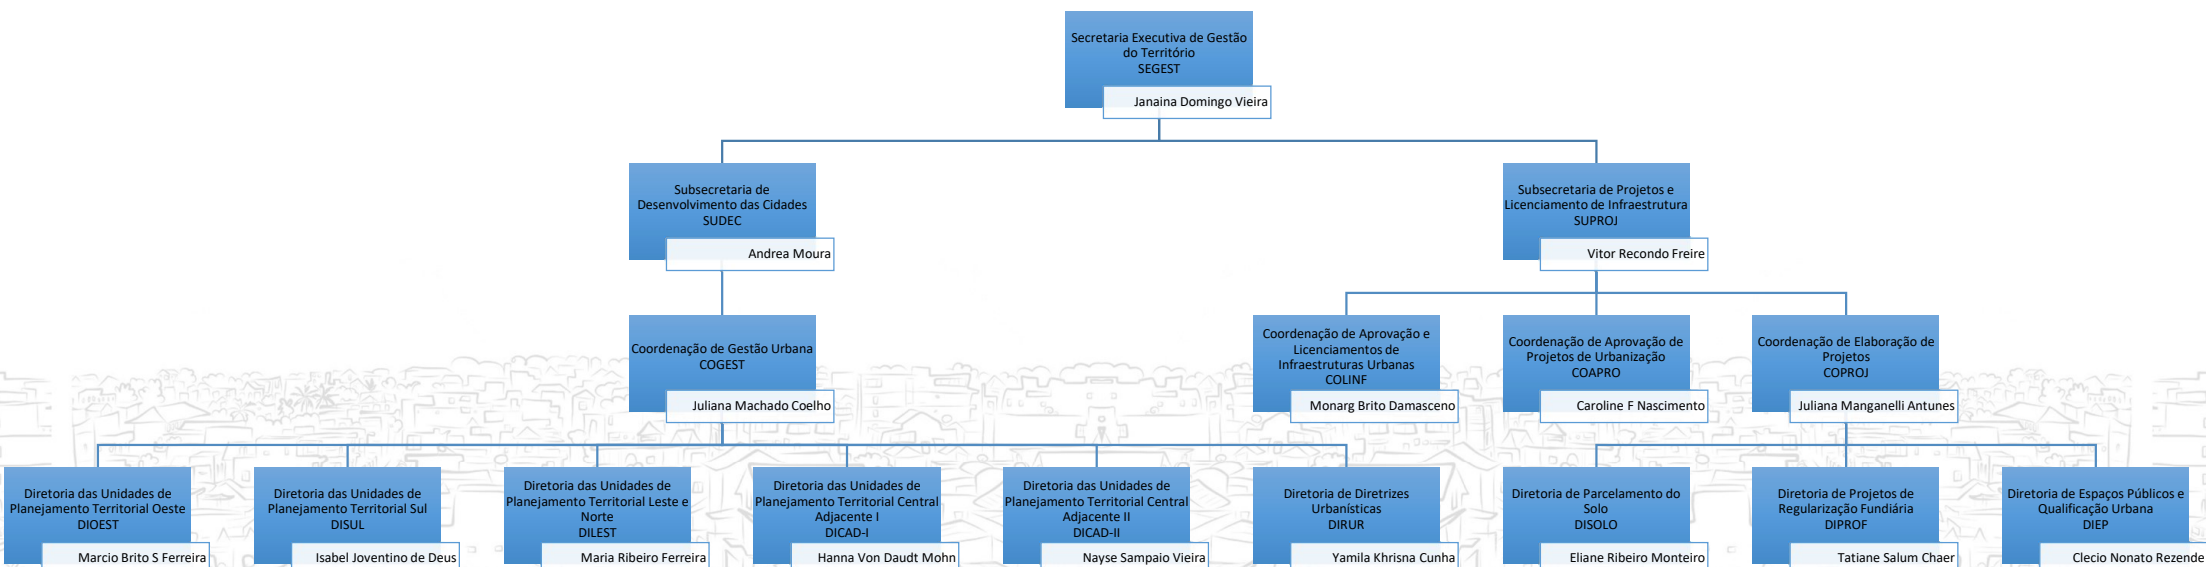 Secretaria Executiva de Gestão
do Território
SEGEST
Janaina Domingo Vieira
Subsecretaria de
Desenvolvimento das Cidades
SUDEC
Andrea Moura
Subsecretaria de Projetos e
Licenciamento de Infraestrutura
SUPROJ
Vitor Recondo Freire
Coordenação de Gestão Urbana
COGEST
Juliana Machado Coelho
Coordenação de Aprovação e
Licenciamentos de
Infraestruturas Urbanas
COLINF
Monarg Brito Damasceno
Coordenação de Aprovação de
Projetos de Urbanização
COAPRO
Caroline F Nascimento
Coordenação de Elaboração de
Projetos
COPROJ
Juliana Manganelli Antunes
Diretoria das Unidades de
Planejamento Territorial Oeste
DIOEST
Marcio Brito S Ferreira
Diretoria das Unidades de
Planejamento Territorial Sul
DISUL
Isabel Joventino de Deus
Diretoria das Unidades de
Planejamento Territorial Leste e
Norte
DILEST
Maria Ribeiro Ferreira
Diretoria das Unidades de
Planejamento Territorial Central
Adjacente I
DICAD-I
Hanna Von Daudt Mohn
Diretoria das Unidades de
Planejamento Territorial Central
Adjacente II
DICAD-II
Nayse Sampaio Vieira
Diretoria de Diretrizes
Urbanísticas
DIRUR
Yamila Khrisna Cunha
Diretoria de Parcelamento do
Solo
DISOLO
Eliane Ribeiro Monteiro
Diretoria de Projetos de
Regularização Fundiária
DIPROF
Tatiane Salum Chaer
Diretoria de Espaços Públicos e
Qualificação Urbana
DIEP
Clecio Nonato Rezende